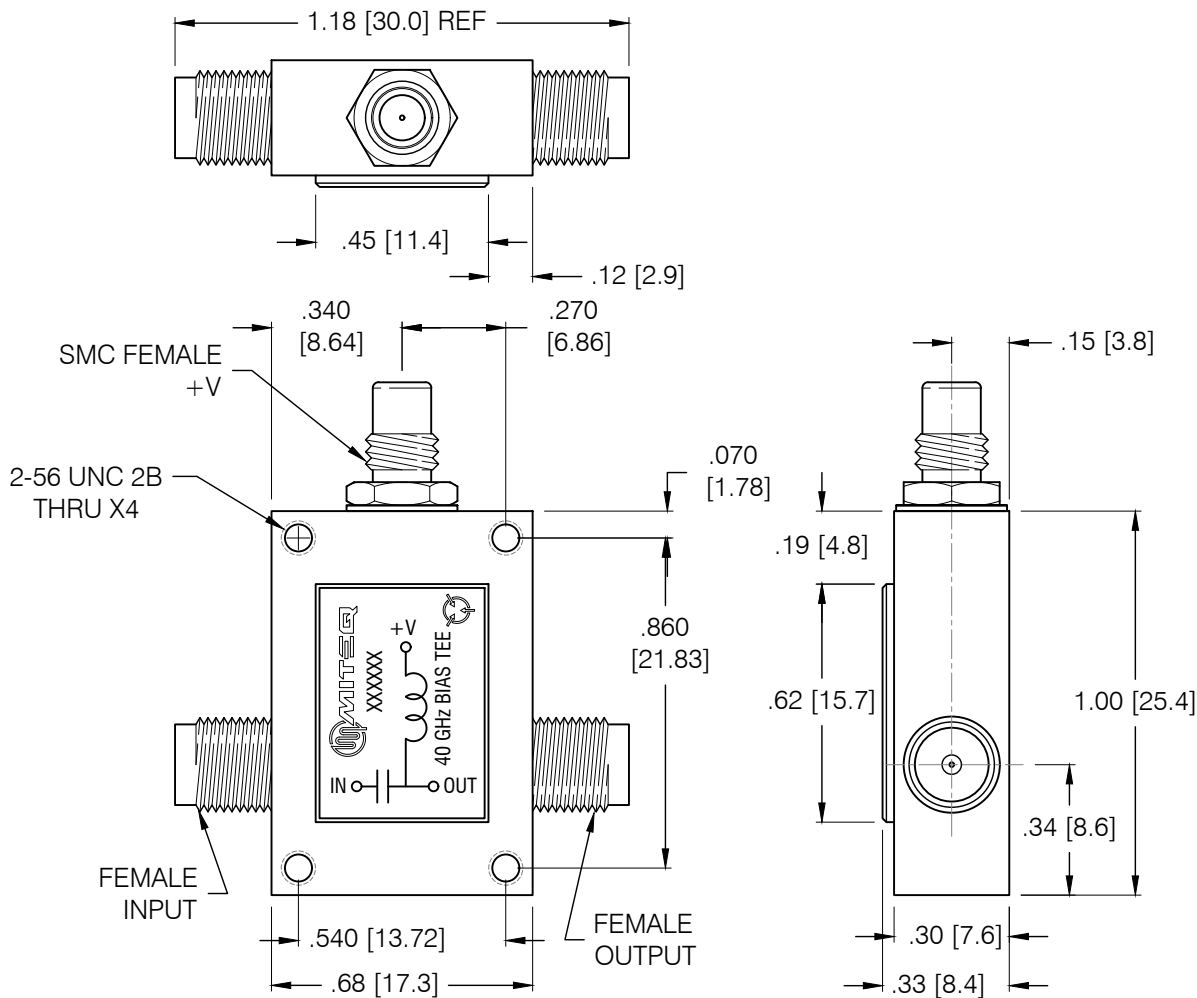 1.18 [30.0] REF
.45 [11.4]
.12 [2.9]
.340
[8.64]
.270
[6.86]
SMC FEMALE
+V
2-56 UNC 2B
THRU X4
.070
[1.78]
.860
[21.83]
MITEQ
XXXXXX
+V
40 GHz BIAS TEE
IN
OUT
FEMALE
INPUT
FEMALE
OUTPUT
.540 [13.72]
.68 [17.3]
.15 [3.8]
.19 [4.8]
.62 [15.7]
1.00 [25.4]
.34 [8.6]
.30 [7.6]
.33 [8.4]